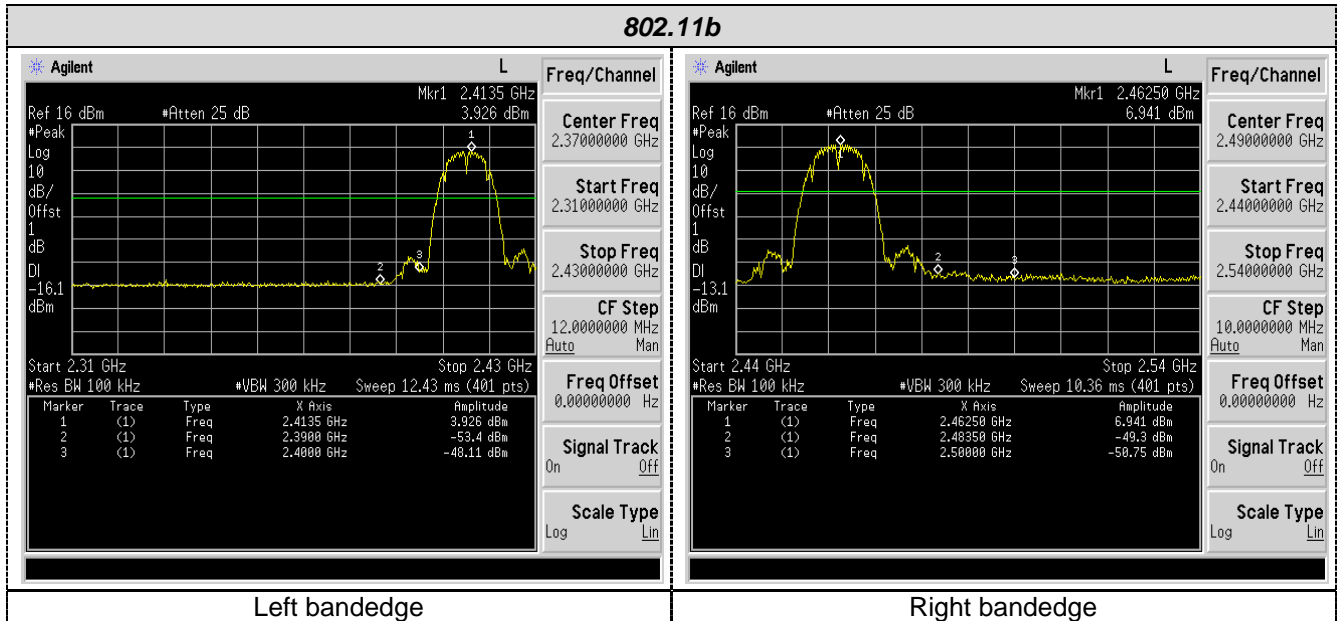 802.11b
Agilent L
Mkr1 2.4135 GHz
Ref 16 dBm #Atten 25 dB 3.926 dBm
#Peak
Log
10
dB/
Offst
1
dB
DI
-16.1
dBm
1
2
3
Start 2.31 GHz Stop 2.43 GHz
#Res BW 100 kHz #VBW 300 kHz Sweep 12.43 ms (401 pts)
Marker Trace Type X Axis Amplitude
1 (1) Freq 2.4135 GHz 3.926 dBm
2 (1) Freq 2.3900 GHz -53.4 dBm
3 (1) Freq 2.4000 GHz -48.11 dBm
Freq/Channel
Center Freq
2.37000000 GHz
Start Freq
2.31000000 GHz
Stop Freq
2.43000000 GHz
CF Step
12.0000000 MHz
Auto Man
Freq Offset
0.00000000 Hz
Signal Track
On Off
Scale Type
Log Lin
Left bandedge
Agilent L
Mkr1 2.46250 GHz
Ref 16 dBm #Atten 25 dB 6.941 dBm
#Peak
Log
10
dB/
Offst
1
dB
DI
-13.1
dBm
1
2
3
Start 2.44 GHz Stop 2.54 GHz
#Res BW 100 kHz #VBW 300 kHz Sweep 10.36 ms (401 pts)
Marker Trace Type X Axis Amplitude
1 (1) Freq 2.46250 GHz 6.941 dBm
2 (1) Freq 2.48350 GHz -49.3 dBm
3 (1) Freq 2.50000 GHz -50.75 dBm
Freq/Channel
Center Freq
2.49000000 GHz
Start Freq
2.44000000 GHz
Stop Freq
2.54000000 GHz
CF Step
10.0000000 MHz
Auto Man
Freq Offset
0.00000000 Hz
Signal Track
On Off
Scale Type
Log Lin
Right bandedge